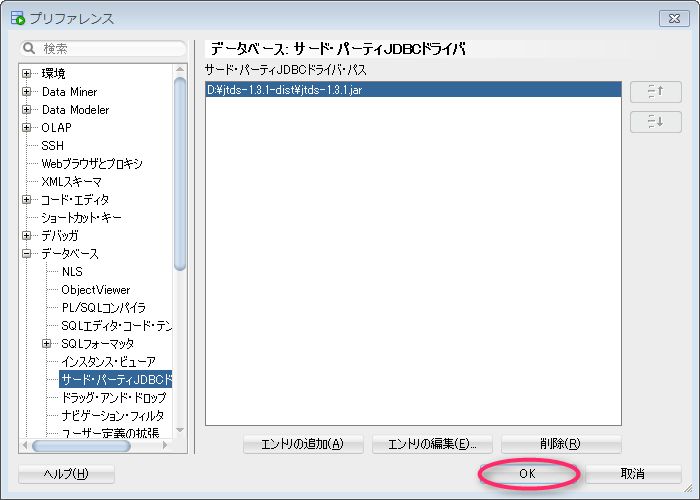 プリファレンス
検索
データベース: サード・パーティJDBCドライバ
サード・パーティJDBCドライバ・パス
環境
Data Miner
Data Modeler
OLAP
SSH
Webブラウザとプロキシ
XMLスキーマ
コード・エディタ
ショートカット・キー
デバッガ
データベース
NLS
ObjectViewer
PL/SQLコンパイラ
SQLエディタ・コード・テン
SQLフォーマッタ
インスタンス・ビューア
サード・パーティJDBCド
ドラッグ・アンド・ドロップ
ナビゲーション・フィルタ
ユーザー定義の拡張
D:¥jtds-1.3.1-dist¥jtds-1.3.1.jar
エントリの追加(A)
エントリの編集(E)...
削除(R)
ヘルプ(H)
OK
取消